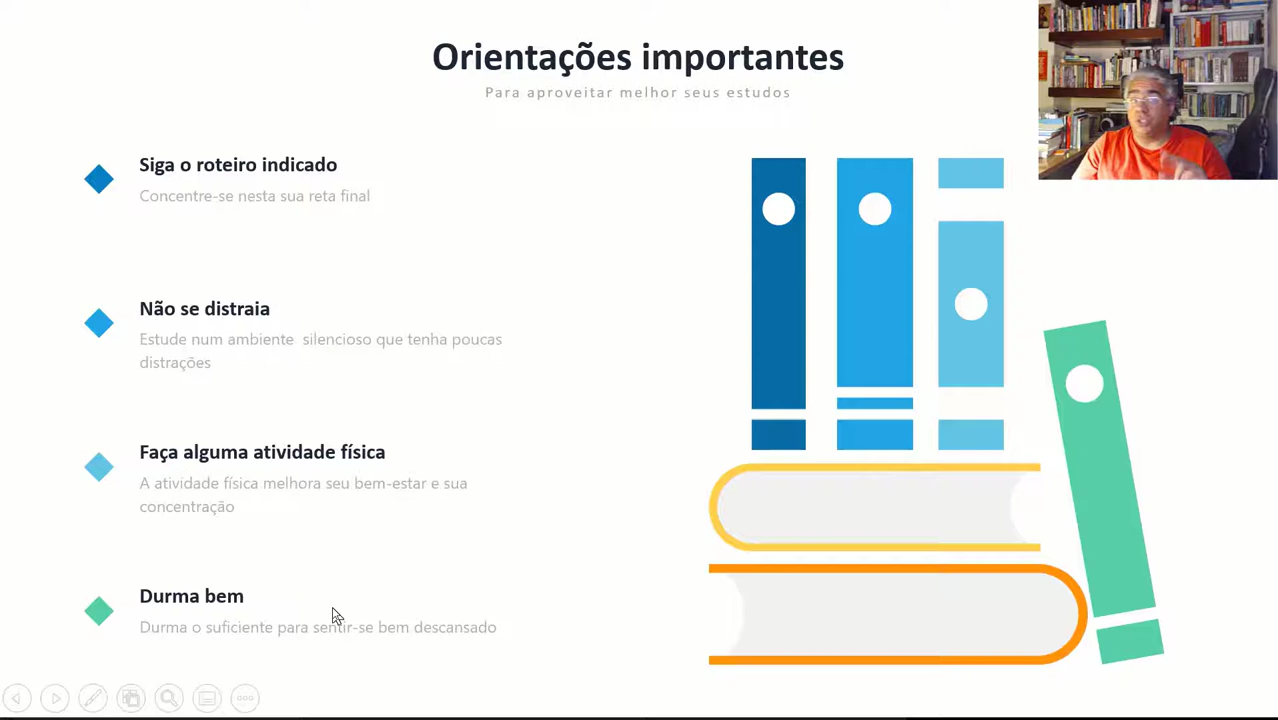 Orientações importantes
Para aproveitar melhor seus estudos
Siga o roteiro indicado
Concentre-se nesta sua reta final
Não se distraia
Estude num ambiente silencioso que tenha poucas
distrações
Faça alguma atividade física
A atividade física melhora seu bem-estar e sua
concentração
Durma bem
Durma o suficiente para sentir-se bem descansado